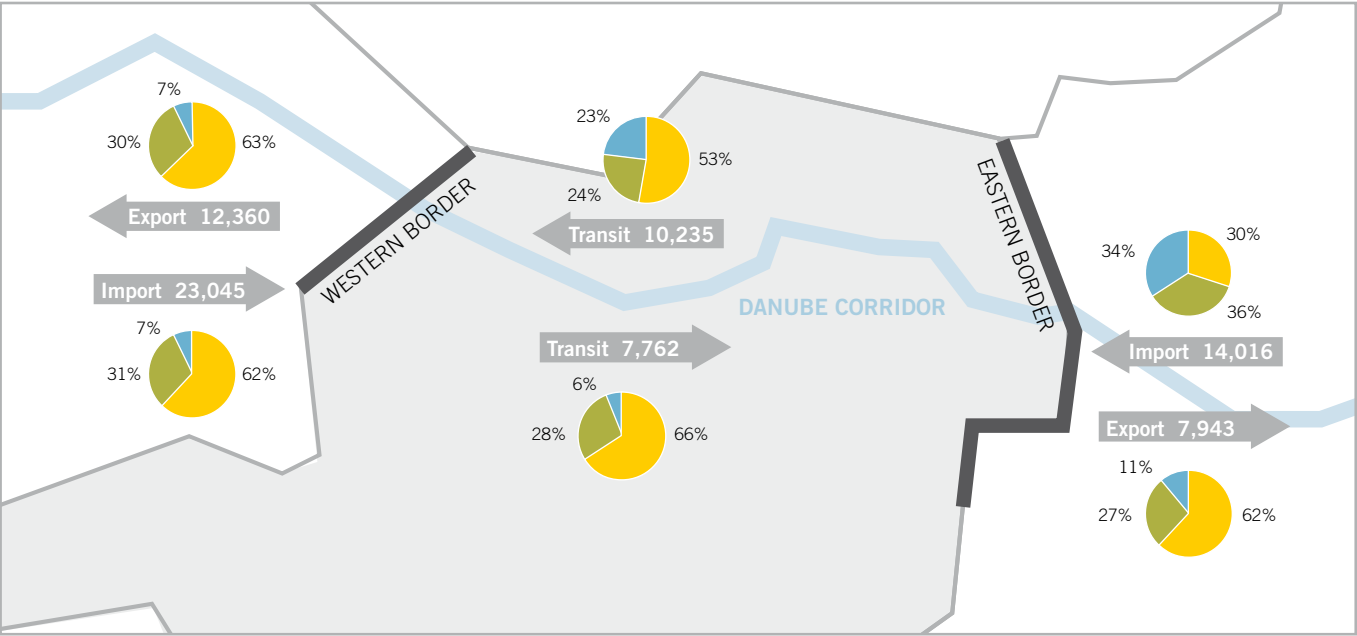 7%
30%
63%
Export 12,360
WESTERN BORDER
Import 23,045
7%
31%
62%
23%
53%
24%
Transit 10,235
DANUBE CORRIDOR
Transit 7,762
6%
28%
66%
EASTERN BORDER
34%
30%
36%
Import 14,016
Export 7,943
11%
27%
62%